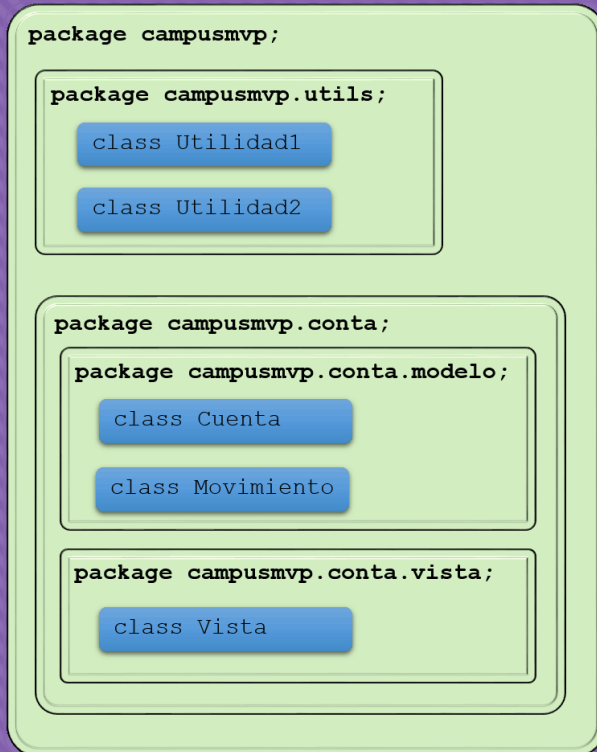 package campusmvp;
package campusmvp.utils;
class Utilidad1
class Utilidad2
package campusmvp.conta;
package campusmvp.conta.modelo;
class Cuenta
class Movimiento
package campusmvp.conta.vista;
class Vista